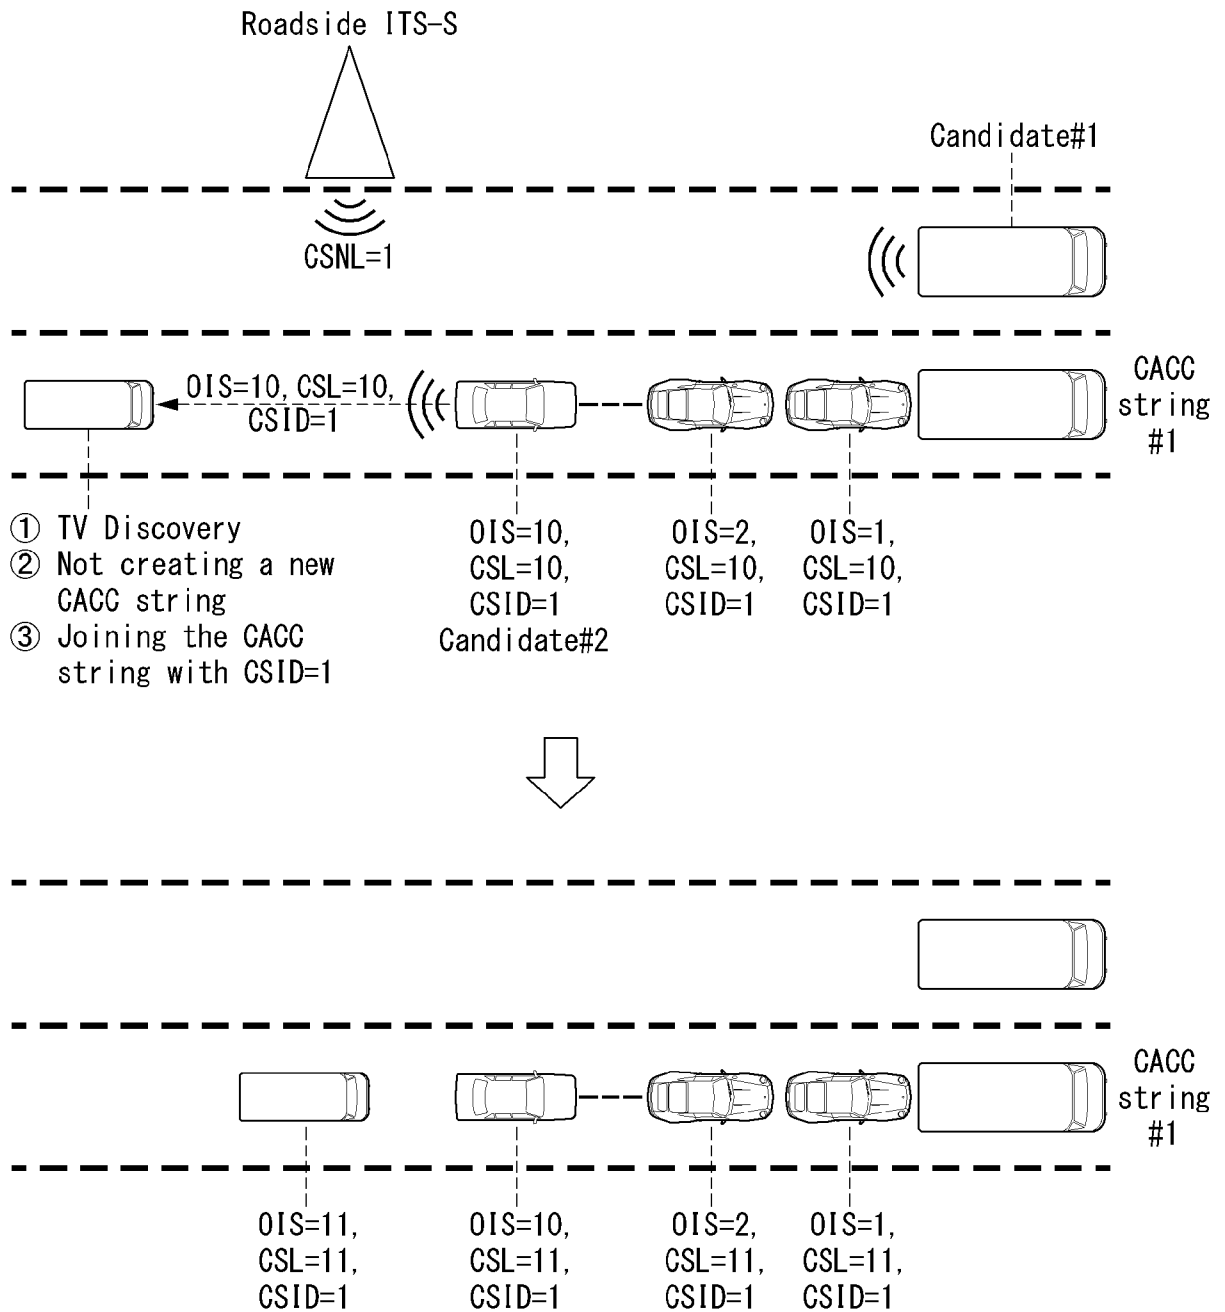 Roadside ITS-S
Candidate#1
CSNL=1
OIS=10, CSL=10,
CSID=1
CACC
string
#1
① TV Discovery
② Not creating a new
CACC string
③ Joining the CACC
string with CSID=1
OIS=10,
CSL=10,
CSID=1
Candidate#2
OIS=2,
CSL=10,
CSID=1
OIS=1,
CSL=10,
CSID=1
CACC
string
#1
OIS=11,
CSL=11,
CSID=1
OIS=10,
CSL=11,
CSID=1
OIS=2,
CSL=11,
CSID=1
OIS=1,
CSL=11,
CSID=1